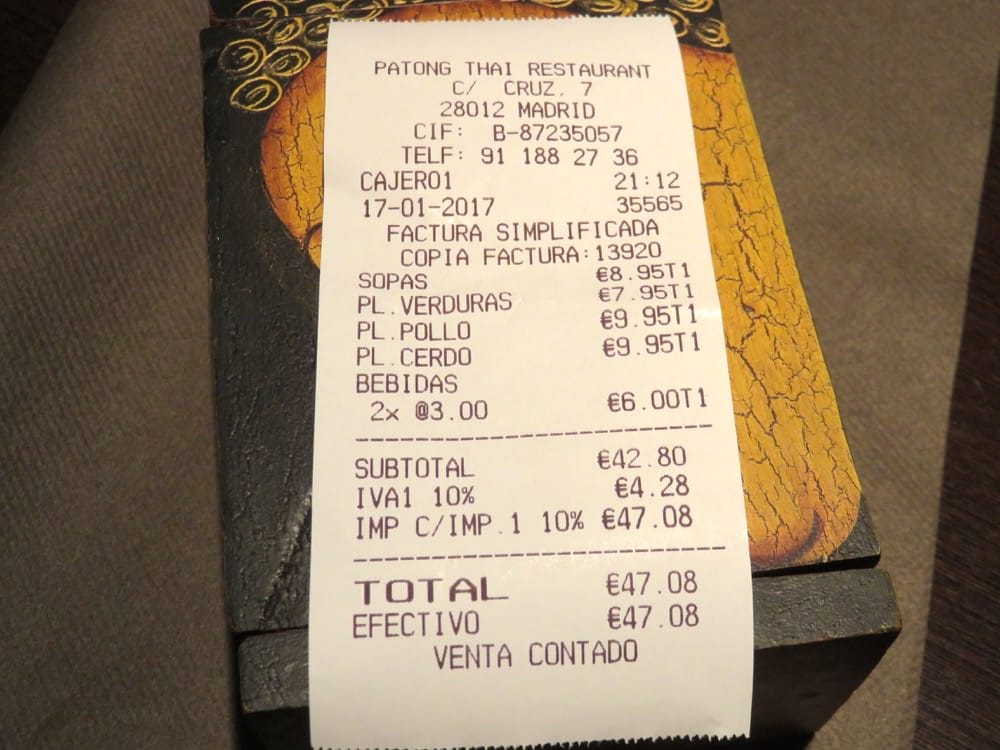 PATONG THAI RESTAURANT
C/ CRUZ, 7
28012 MADRID
CIF: B-87235057
TELF: 91 188 27 36
CAJERO1 21:12
17-01-2017 35565
FACTURA SIMPLIFICADA
COPIA FACTURA:13920
SOPAS €8.95T1
PL.VERDURAS €7.95T1
PL.POLLO €9.95T1
PL.CERDO €9.95T1
BEBIDAS
2x @3.00 €6.00T1
SUBTOTAL €42.80
IVA1 10% €4.28
IMP C/IMP.1 10% €47.08
TOTAL €47.08
EFECTIVO €47.08
VENTA CONTADO